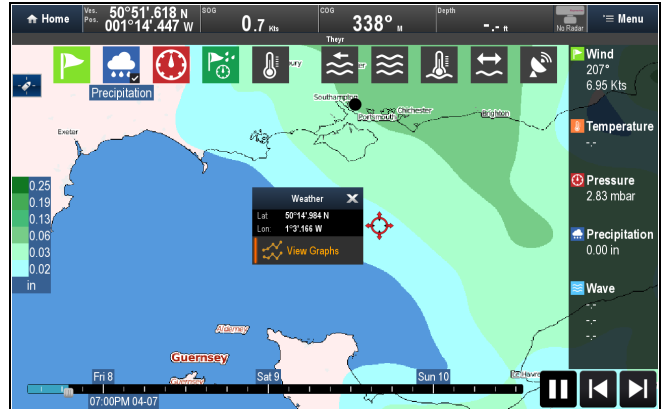 Home
Ves. Pos. 50°51'.618 N 001°14'.447 W
SOG 0.7 Kts
COG 338° M
Depth -.- ft
No Radar
Menu
Theyr
Precipitation
Wind
207°
6.95 Kts
Temperature
-.-
Pressure
2.83 mbar
Precipitation
0.00 in
Wave
-.-
-.-
-.-
Southampton
Portsmouth
Chichester
Brighton
Exeter
0.25
0.19
0.13
0.06
0.03
0.02
in
Weather
Lat: 50°14'.984 N
Lon: 1°3'.166 W
View Graphs
Alderney
Guernsey
Guernsey
Fri 8
Sat 9
Sun 10
07:00PM 04-07